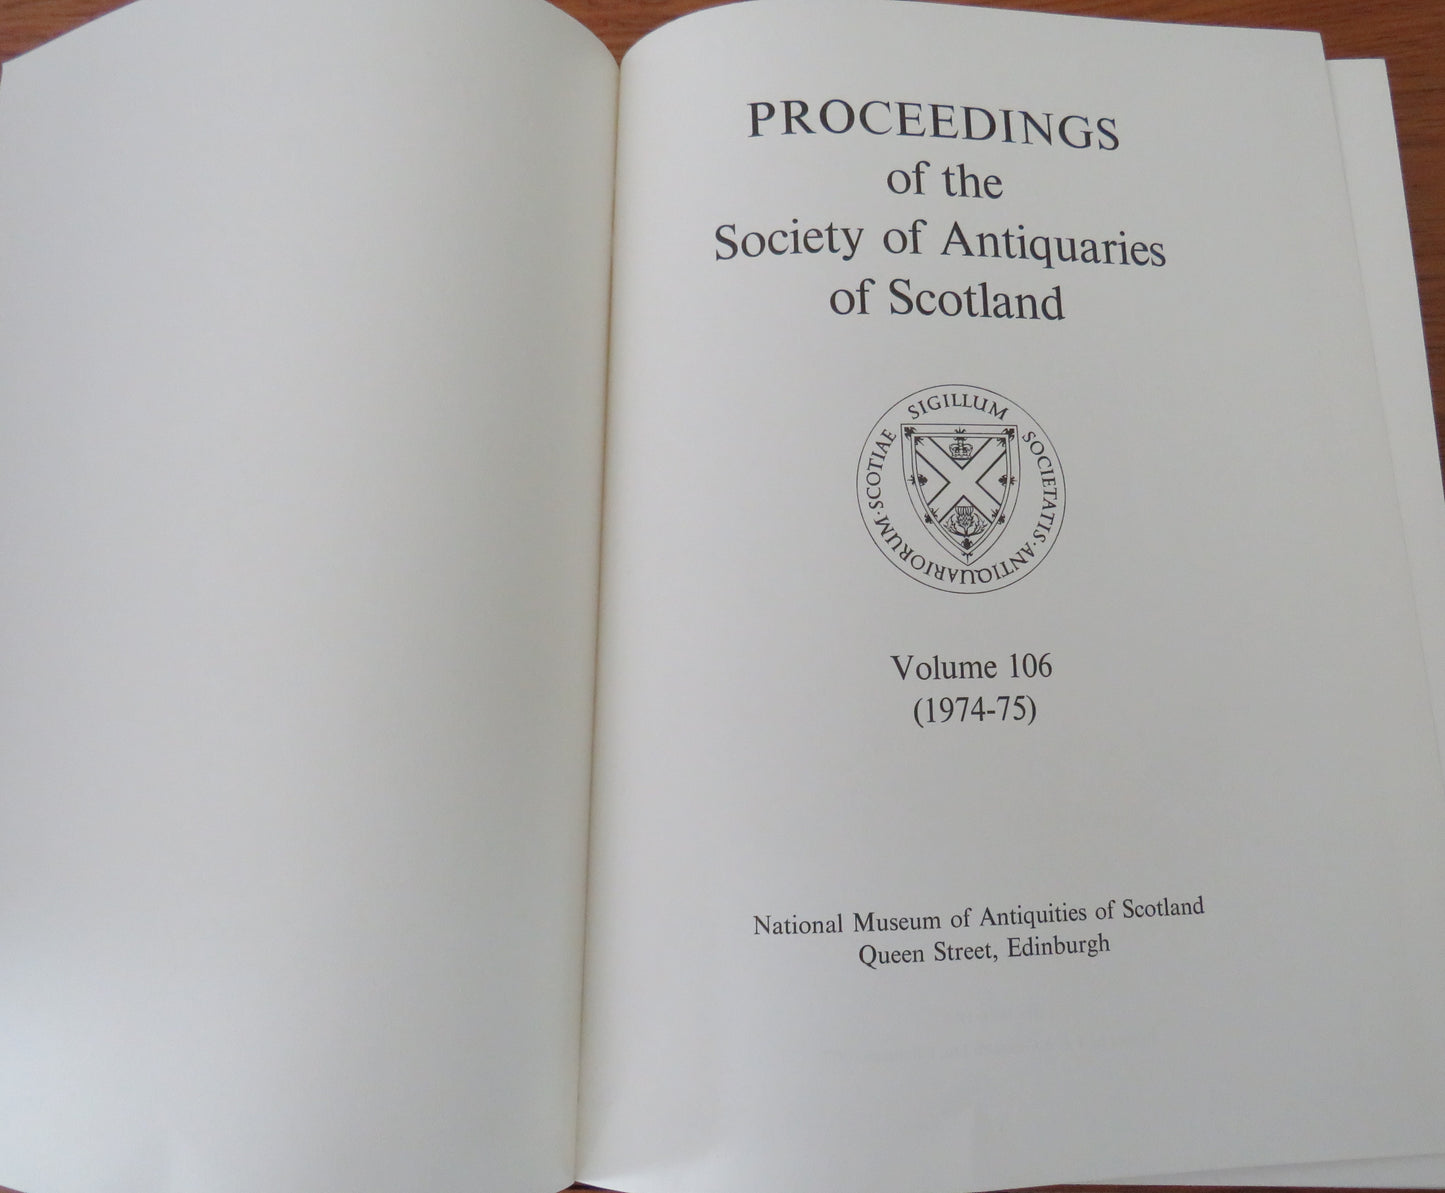 PROCEEDINGS
of the
Society of Antiquaries
of Scotland
SIGILLUM SOCIETATIS · ANTIQUARIORUM · SCOTIAE
Volume 106
(1974-75)
National Museum of Antiquities of Scotland
Queen Street, Edinburgh